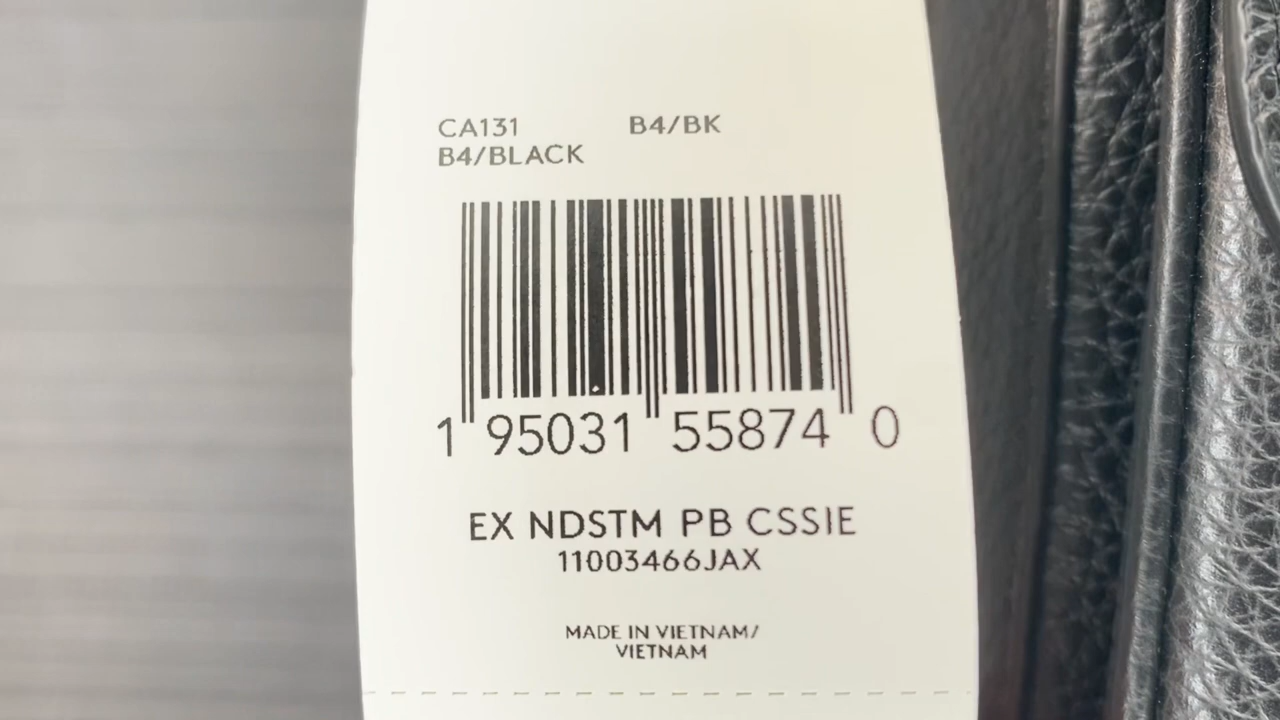 CA131 B4/BK
B4/BLACK
1 95031 55874 0
EX NDSTM PB CSSIE
11003466JAX
MADE IN VIETNAM/
VIETNAM